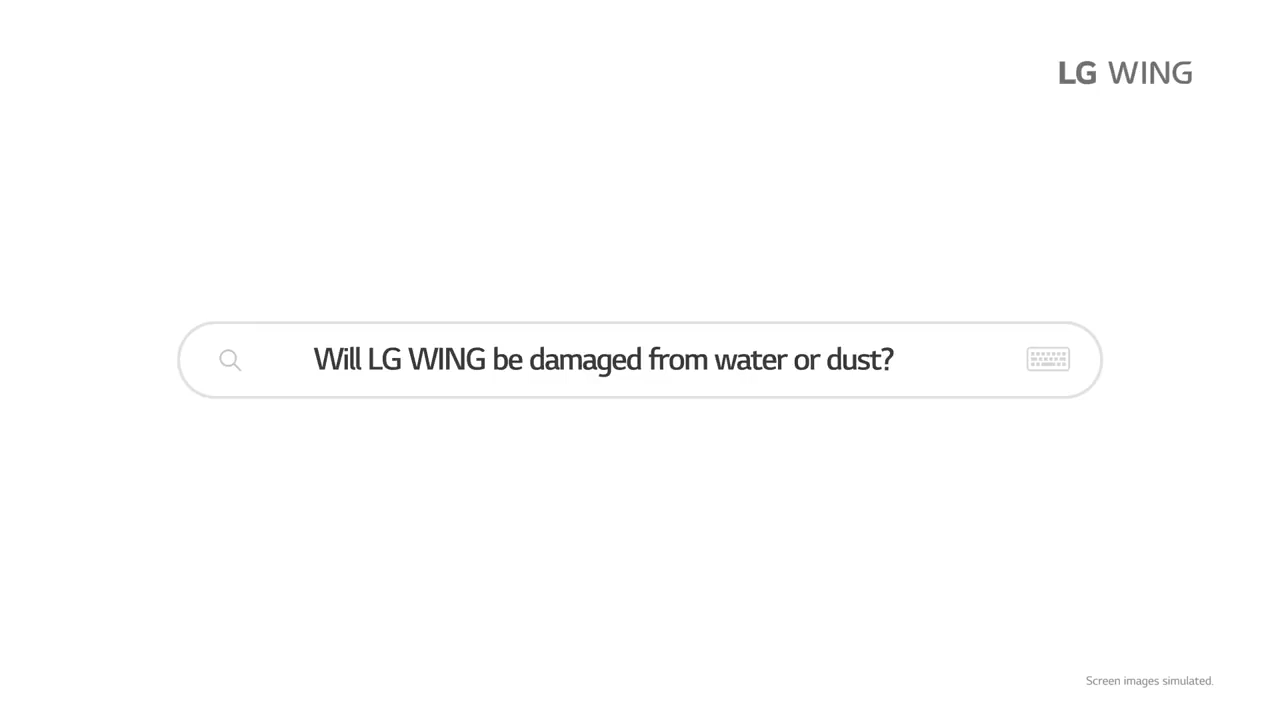 LG WING
Will LG WING be damaged from water or dust?
Screen images simulated.